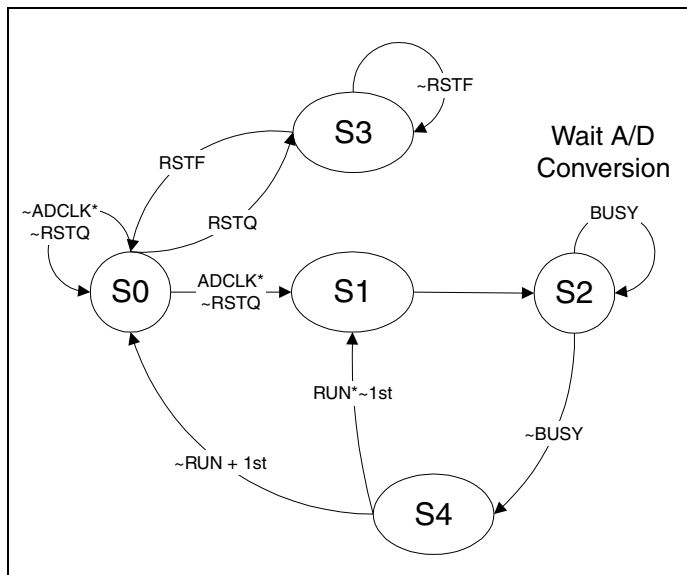 S3
~RSTF
Wait A/D
Conversion
RSTF
RSTQ
BUSY
~ADCLK*
~RSTQ
S0
ADCLK*
~RSTQ
S1
S2
RUN*~1st
~BUSY
~RUN + 1st
S4